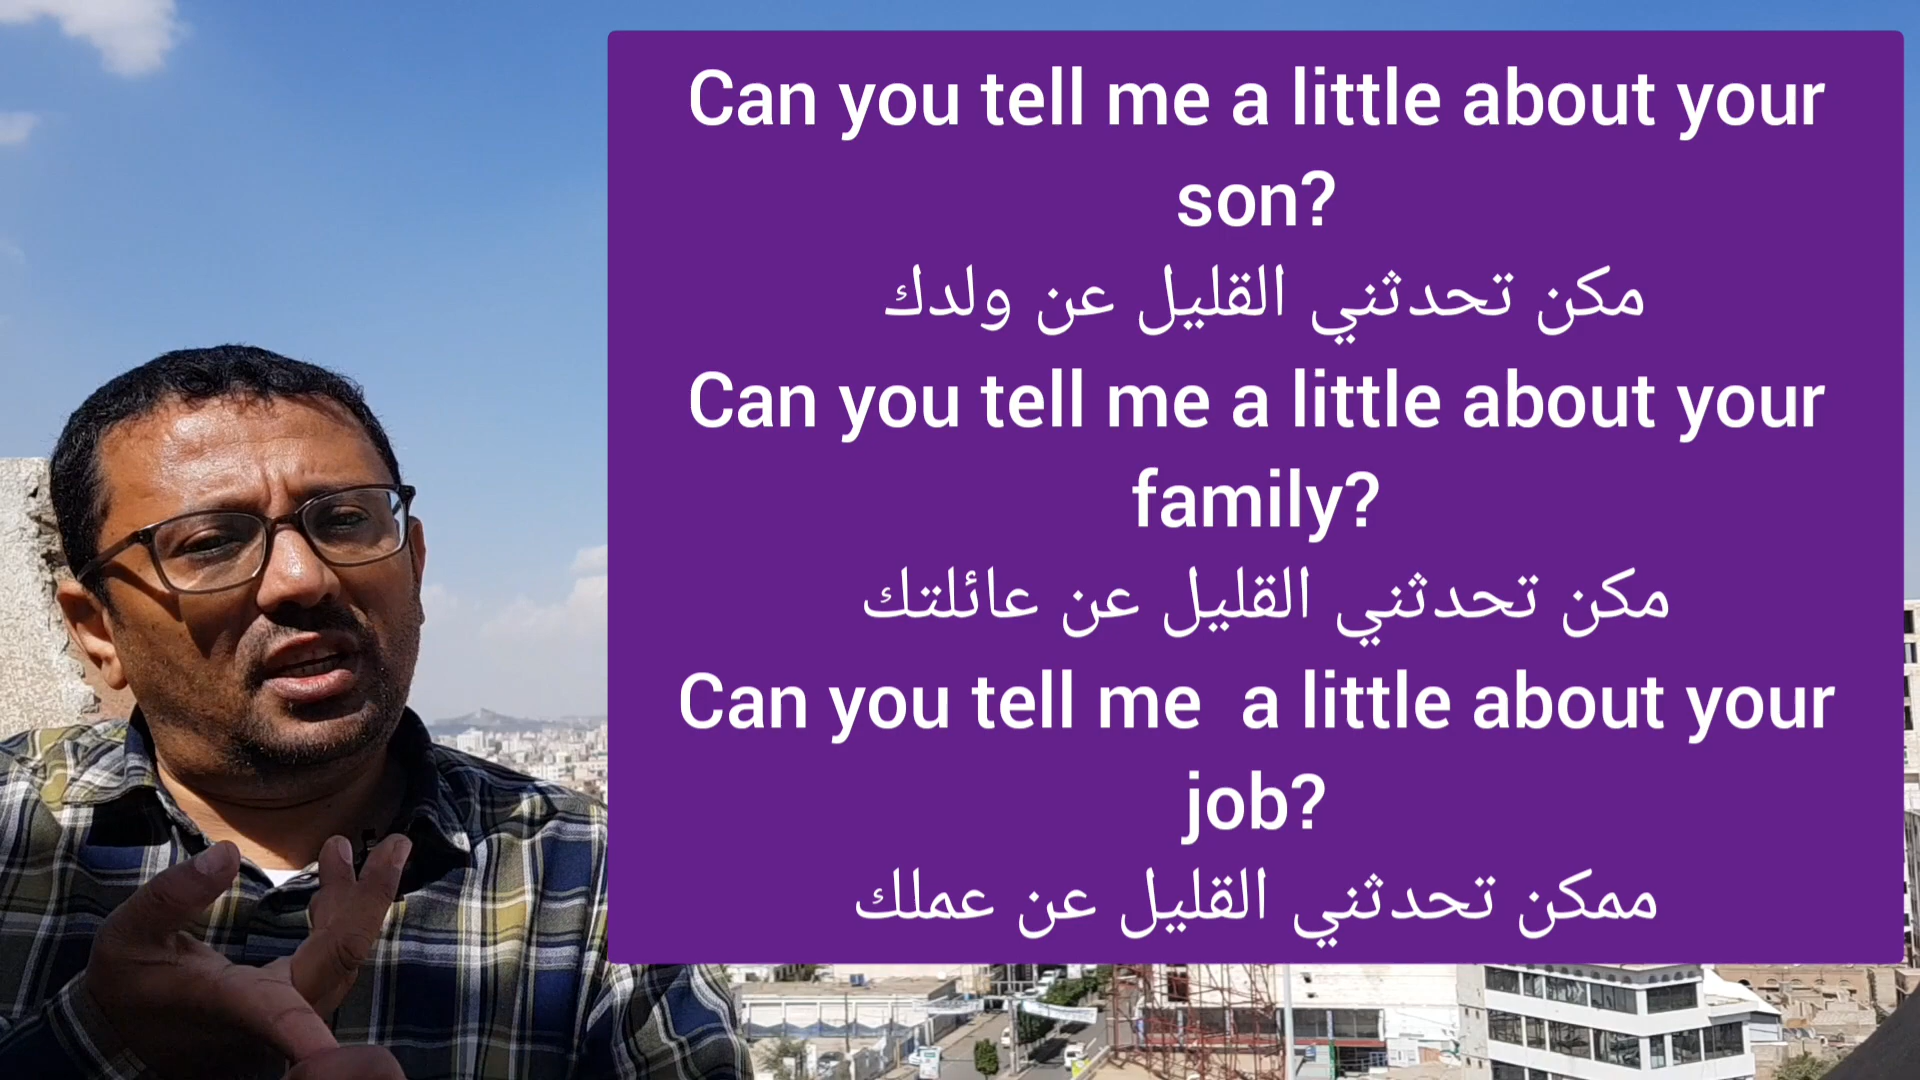 Can you tell me a little about your
son?
مكن تحدثني القليل عن ولدك
Can you tell me a little about your
family?
مكن تحدثني القليل عن عائلتك
Can you tell me  a little about your
job?
ممكن تحدثني القليل عن عملك